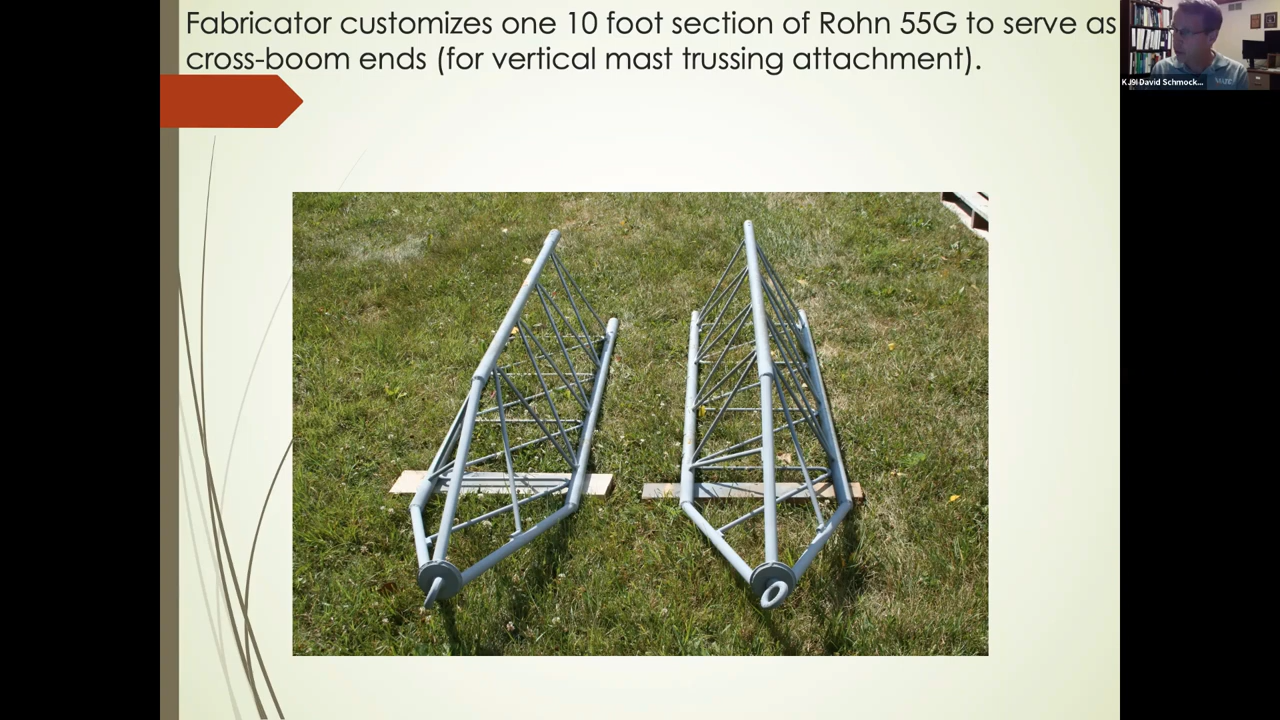 Fabricator customizes one 10 foot section of Rohn 55G to serve as
cross-boom ends (for vertical mast trussing attachment).
KJ9I David Schmock...